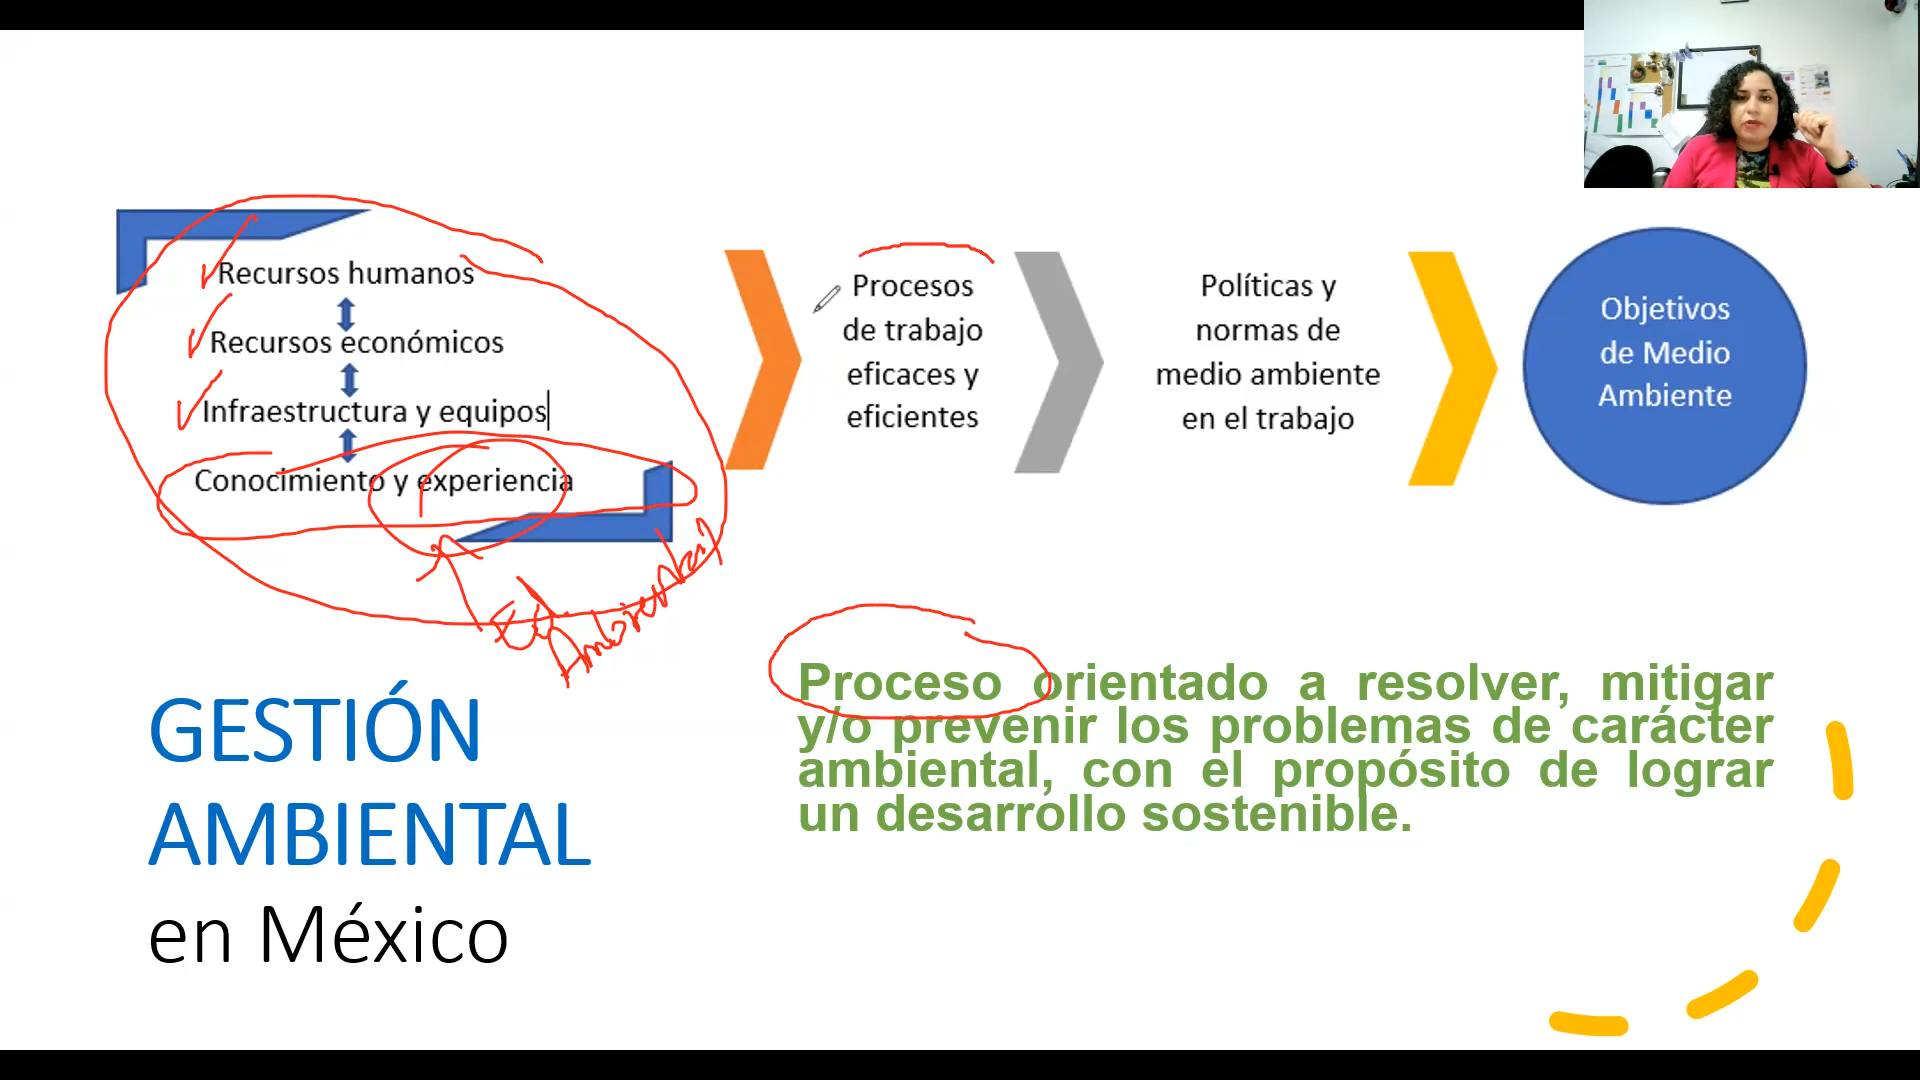 Recursos humanos
Recursos económicos
Infraestructura y equipos
Conocimiento y experiencia
Ed.
Ambiental
Procesos
de trabajo
eficaces y
eficientes
Políticas y
normas de
medio ambiente
en el trabajo
Objetivos
de Medio
Ambiente
GESTIÓN
AMBIENTAL
en México
Proceso orientado a resolver, mitigar
y/o prevenir los problemas de carácter
ambiental, con el propósito de lograr
un desarrollo sostenible.